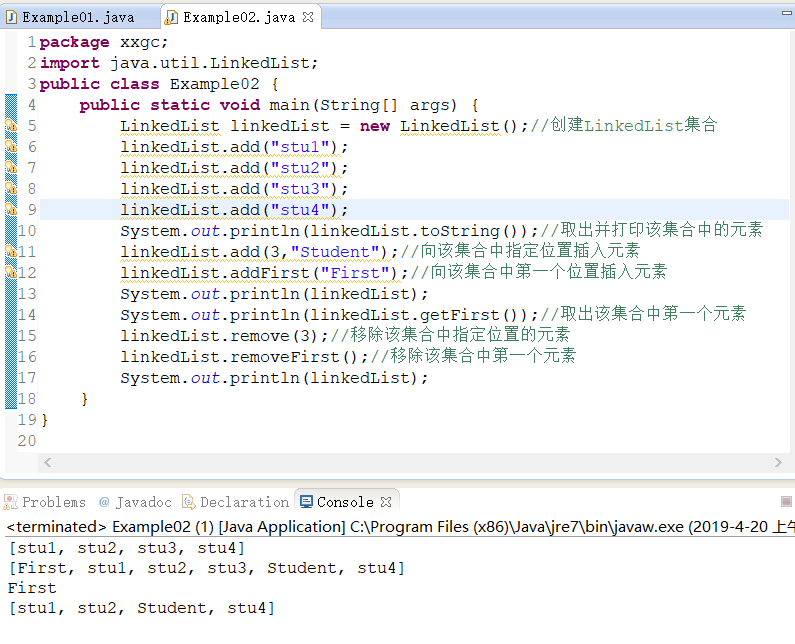 Example01.java Example02.java
1 package xxgc;
2 import java.util.LinkedList;
3 public class Example02 {
4     public static void main(String[] args) {
5         LinkedList linkedList = new LinkedList();//创建LinkedList集合
6         linkedList.add("stu1");
7         linkedList.add("stu2");
8         linkedList.add("stu3");
9         linkedList.add("stu4");
10         System.out.println(linkedList.toString());//取出并打印该集合中的元素
11         linkedList.add(3,"Student");//向该集合中指定位置插入元素
12         linkedList.addFirst("First");//向该集合中第一个位置插入元素
13         System.out.println(linkedList);
14         System.out.println(linkedList.getFirst());//取出该集合中第一个元素
15         linkedList.remove(3);//移除该集合中指定位置的元素
16         linkedList.removeFirst();//移除该集合中第一个元素
17         System.out.println(linkedList);
18     }
19 }
20
Problems @ Javadoc Declaration Console
<terminated> Example02 (1) [Java Application] C:\Program Files (x86)\Java\jre7\bin\javaw.exe (2019-4-20 上午
[stu1, stu2, stu3, stu4]
[First, stu1, stu2, stu3, Student, stu4]
First
[stu1, stu2, Student, stu4]